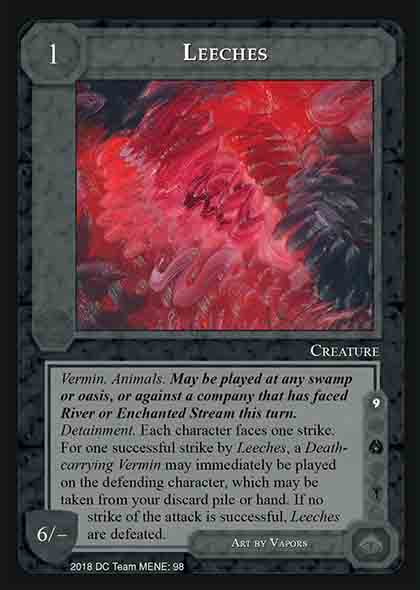 1
LEECHES
CREATURE
Vermin. Animals. May be played at any swamp
or oasis, or against a company that has faced
River or Enchanted Stream this turn.
Detainment. Each character faces one strike.
For one successful strike by Leeches, a Death-
carrying Vermin may immediately be played
on the defending character, which may be
taken from your discard pile or hand. If no
strike of the attack is successful, Leeches
are defeated.
9
6/–
ART BY VAPORS
2018 DC Team MENE: 98